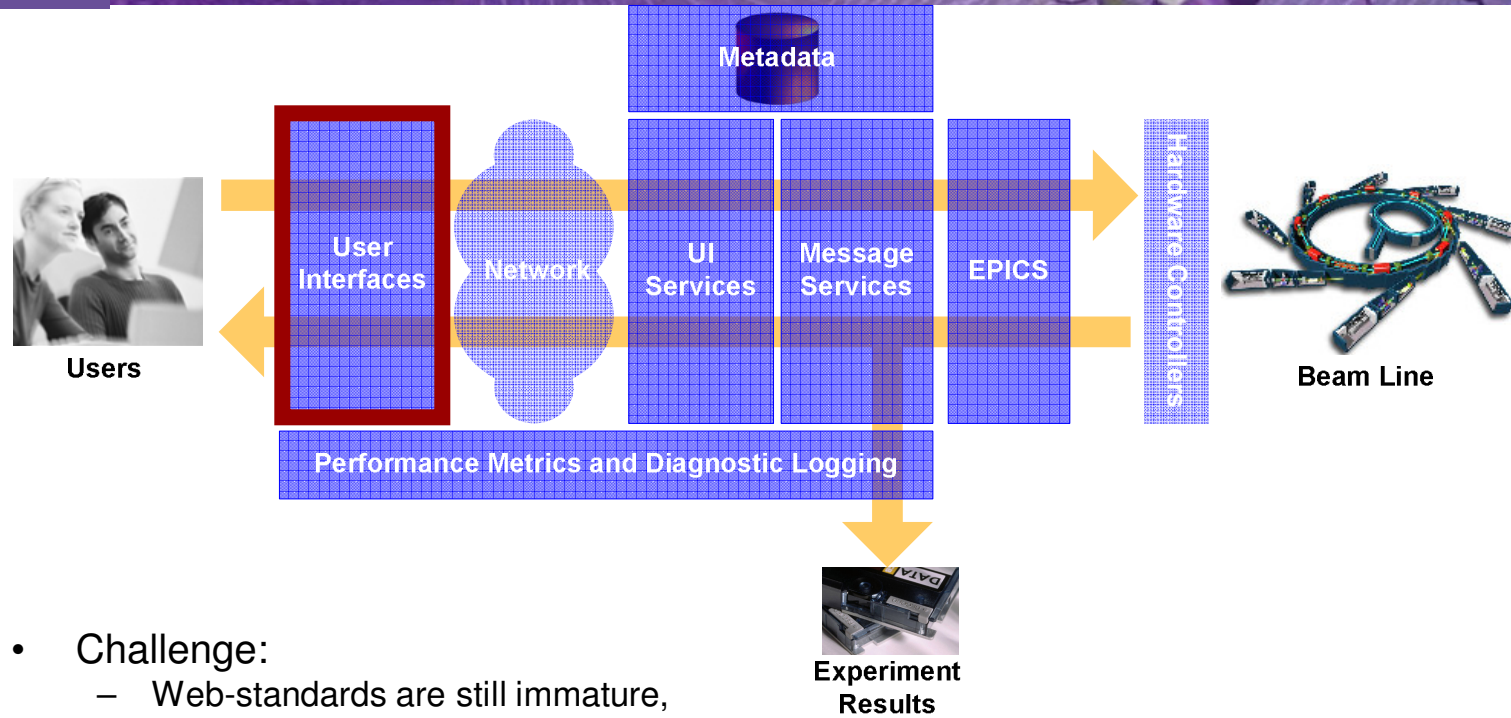 Metadata
User
Interfaces
Network
UI
Services
Message
Services
EPICS
Hardware Controllers
Users
Beam Line
Performance Metrics and Diagnostic Logging
DATA
Experiment
Results
• Challenge:
– Web-standards are still immature,